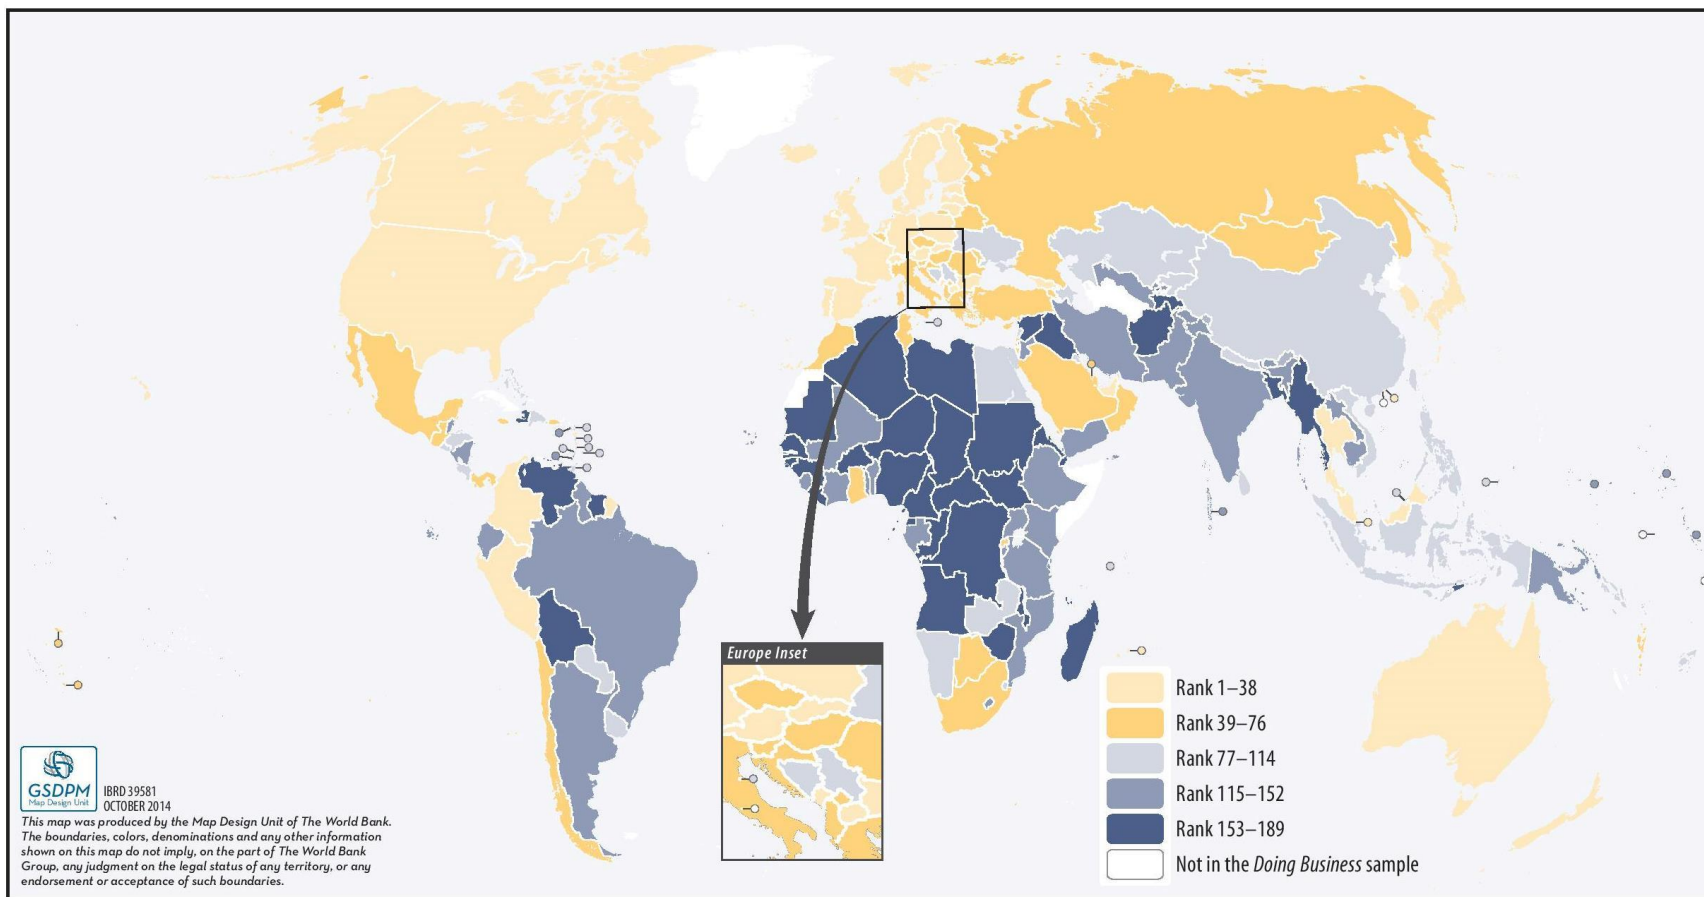 Europe Inset
Rank 1–38
Rank 39–76
Rank 77–114
Rank 115–152
Rank 153–189
Not in the Doing Business sample
GSDPM
Map Design Unit
IBRD 39581
OCTOBER 2014
This map was produced by the Map Design Unit of The World Bank.
The boundaries, colors, denominations and any other information
shown on this map do not imply, on the part of The World Bank
Group, any judgment on the legal status of any territory, or any
endorsement or acceptance of such boundaries.